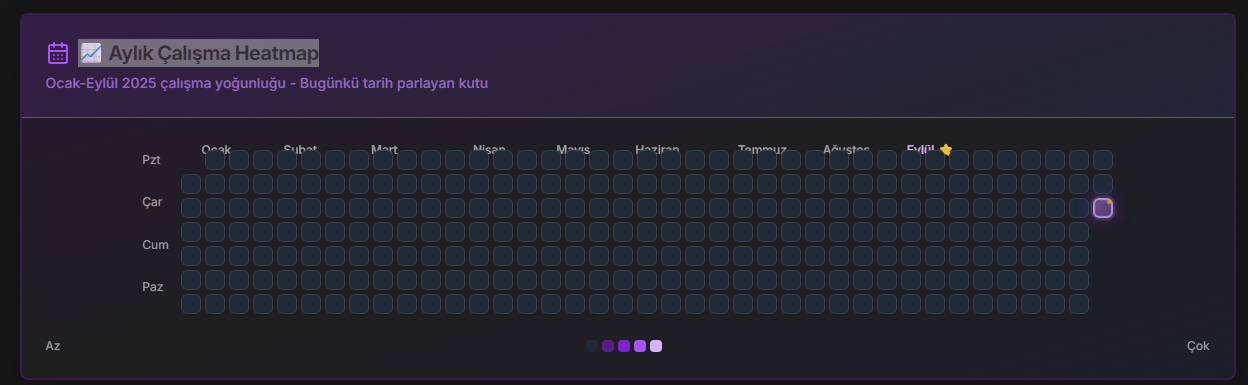 📈 Aylık Çalışma Heatmap
Ocak-Eylül 2025 çalışma yoğunluğu - Bugünkü tarih parlayan kutu
Ocak Şubat Mart Nisan Mayıs Haziran Temmuz Ağustos Eylül ⭐
Pzt
Çar
Cum
Paz
Az Çok